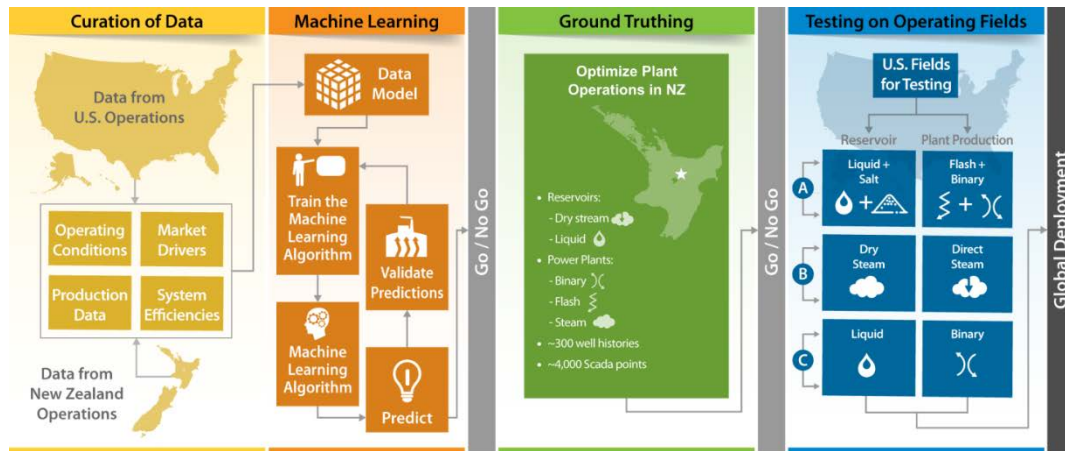 Curation of Data
Data from
U.S. Operations
Operating
Conditions
Market
Drivers
Production
Data
System
Efficiencies
Data from
New Zealand
Operations
Machine Learning
Data
Model
Train the
Machine
Learning
Algorithm
Validate
Predictions
Machine
Learning
Algorithm
Predict
Go / No Go
Ground Truthing
Optimize Plant
Operations in NZ
• Reservoirs:
- Dry stream
- Liquid
• Power Plants:
- Binary
- Flash
- Steam
• ~300 well histories
• ~4,000 Scada points
Go / No Go
Testing on Operating Fields
U.S. Fields
for Testing
Reservoir
Plant Production
A
Liquid +
Salt
+
Flash +
Binary
+
B
Dry
Steam
Direct
Steam
C
Liquid
Binary
Global Deployment